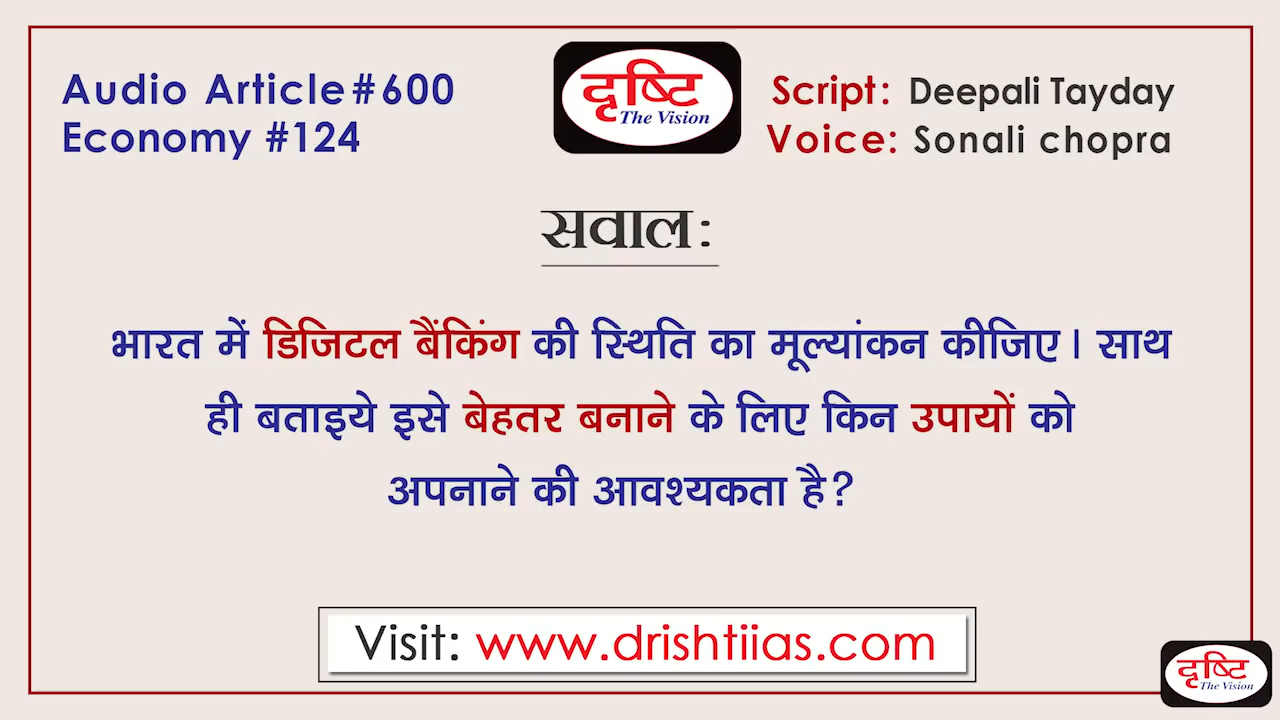 Audio Article #600
Economy #124
दृष्टि
The Vision
Script: Deepali Tayday
Voice: Sonali chopra
सवाल:
भारत में डिजिटल बैंकिंग की स्थिति का मूल्यांकन कीजिए। साथ
ही बताइये इसे बेहतर बनाने के लिए किन उपायों को
अपनाने की आवश्यकता है?
Visit: www.drishtiias.com
दृष्टि
The Vision